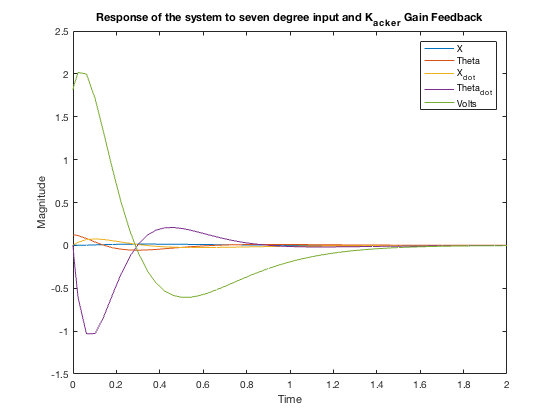 Response of the system to seven degree input and K_acker Gain Feedback
X
Theta
X_dot
Theta_dot
Volts
Magnitude
2.5
2
1.5
1
0.5
0
-0.5
-1
-1.5
0 0.2 0.4 0.6 0.8 1 1.2 1.4 1.6 1.8 2
Time